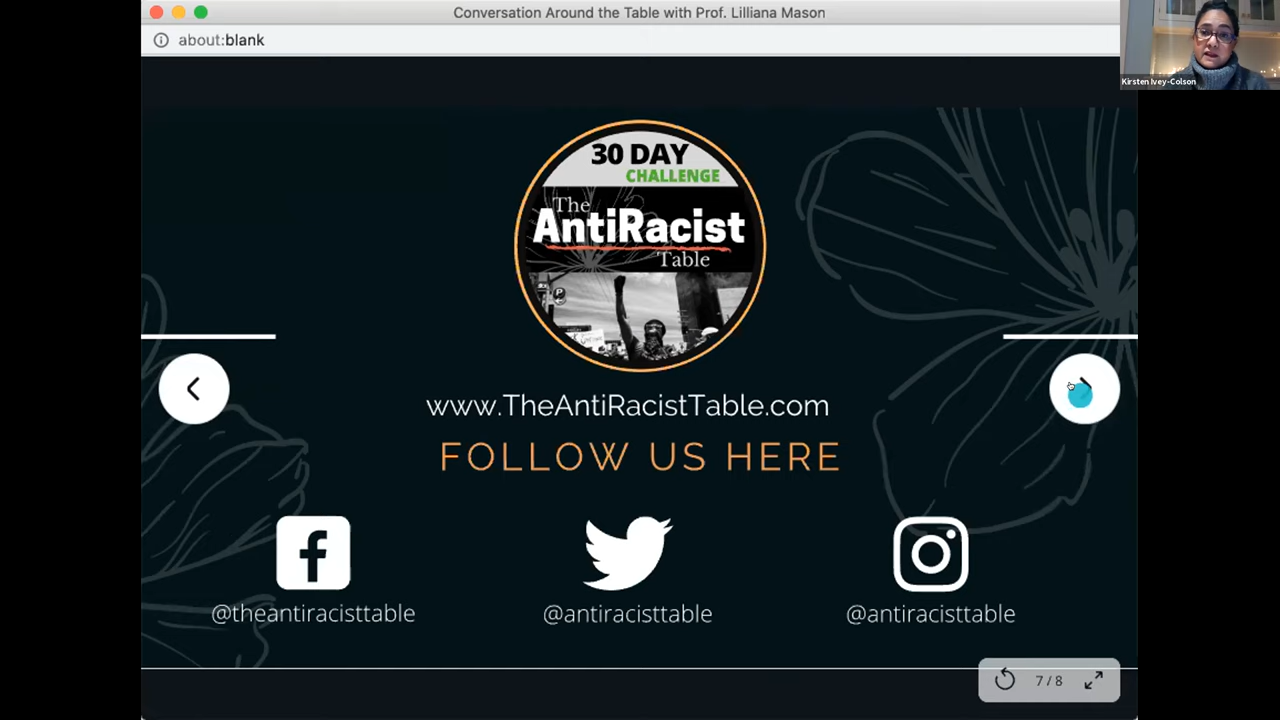 Conversation Around the Table with Prof. Lilliana Mason
about:blank
Kirsten Ivey-Colson
30 DAY
CHALLENGE
The
AntiRacist
Table
P
www.TheAntiRacistTable.com
FOLLOW US HERE
@theantiracisttable
@antiracisttable
@antiracisttable
7 / 8